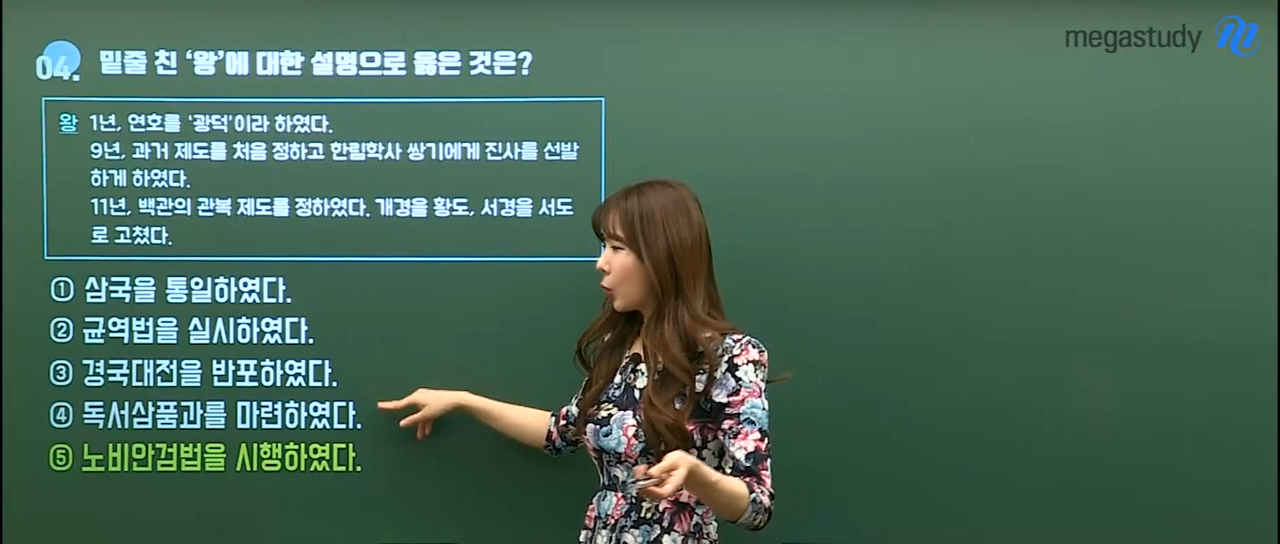 megastudy
04. 밑줄 친 ‘왕’에 대한 설명으로 옳은 것은?
왕 1년, 연호를 ‘광덕’이라 하였다.
9년, 과거 제도를 처음 정하고 한림학사 쌍기에게 진사를 선발
하게 하였다.
11년, 백관의 관복 제도를 정하였다. 개경을 황도, 서경을 서도
로 고쳤다.
① 삼국을 통일하였다.
② 균역법을 실시하였다.
③ 경국대전을 반포하였다.
④ 독서삼품과를 마련하였다.
⑤ 노비안검법을 시행하였다.